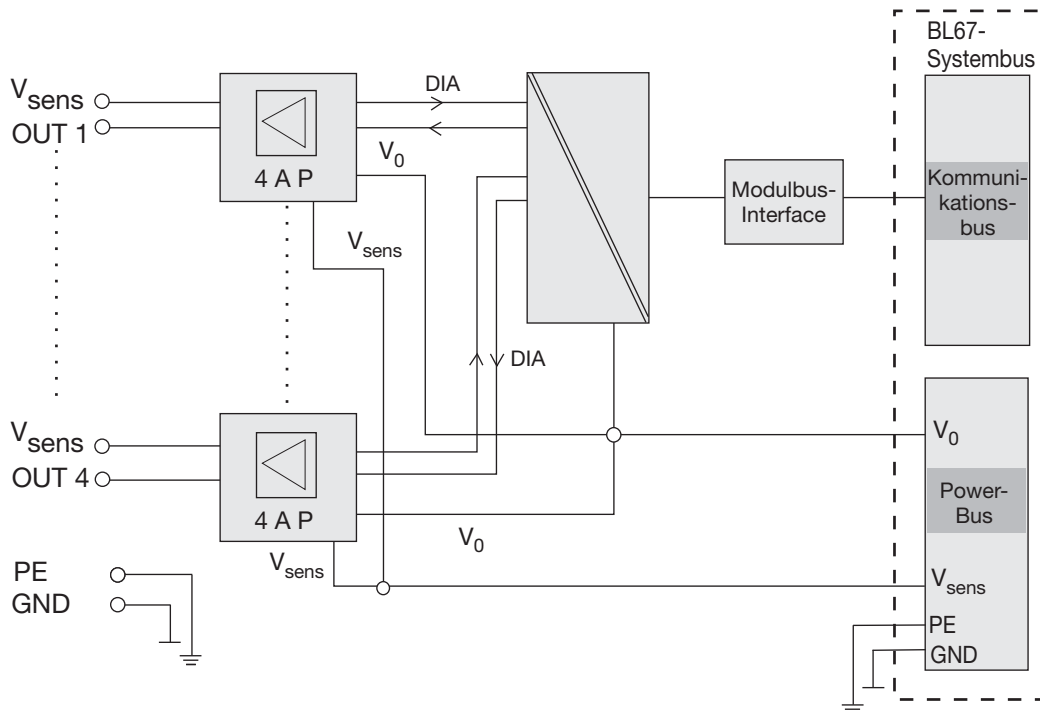 BL67-
Systembus
Vsens
OUT 1
DIA
V0
4 A P
Vsens
Modulbus-
Interface
Kommuni-
kations-
bus
DIA
Vsens
OUT 4
4 A P
V0
Vsens
V0
Power-
Bus
Vsens
PE
GND
PE
GND